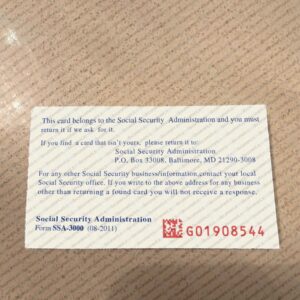 This card belongs to the Social Security Administration and you must
return it if we ask for it.
If you find a card that isn't yours, please return it to:
Social Security Administration
P.O. Box 33008, Baltimore, MD 21290-3008
For any other Social Security business/information, contact your local
Social Security office. If you write to the above address for any business
other than returning a found card you will not receive a response.
Social Security Administration
Form SSA-3000 (08-2011)
G01908544